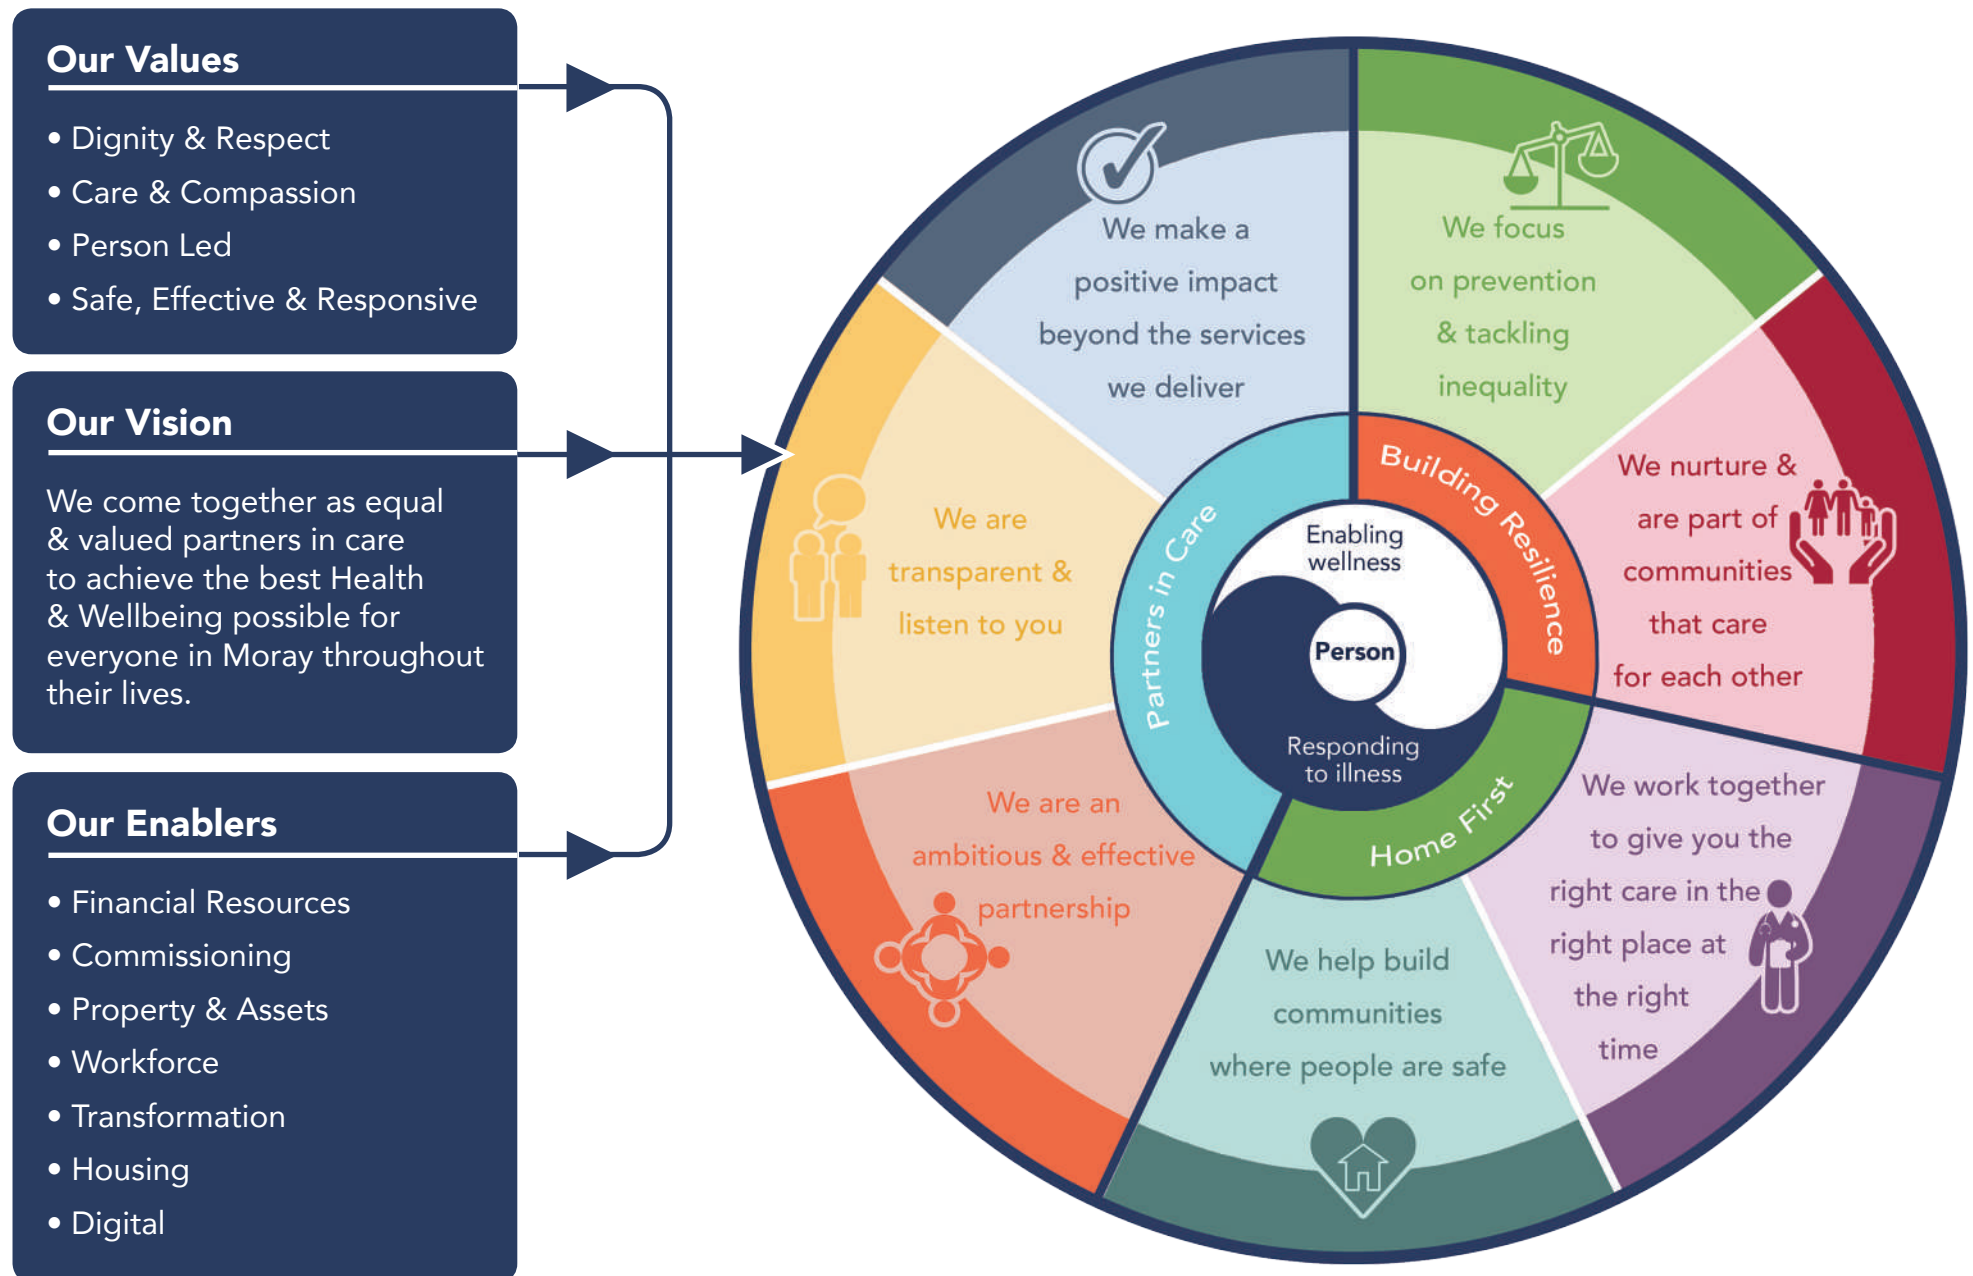 Our Values
• Dignity & Respect
• Care & Compassion
• Person Led
• Safe, Effective & Responsive
Our Vision
We come together as equal
& valued partners in care
to achieve the best Health
& Wellbeing possible for
everyone in Moray throughout
their lives.
Our Enablers
• Financial Resources
• Commissioning
• Property & Assets
• Workforce
• Transformation
• Housing
• Digital
We make a
positive impact
beyond the services
we deliver
We focus
on prevention
& tackling
inequality
We nurture &
are part of
communities
that care
for each other
We work together
to give you the
right care in the
right place at
the right
time
We help build
communities
where people are safe
We are an
ambitious & effective
partnership
We are
transparent &
listen to you
Partners in Care
Building Resilience
Home First
Enabling
wellness
Person
Responding
to illness